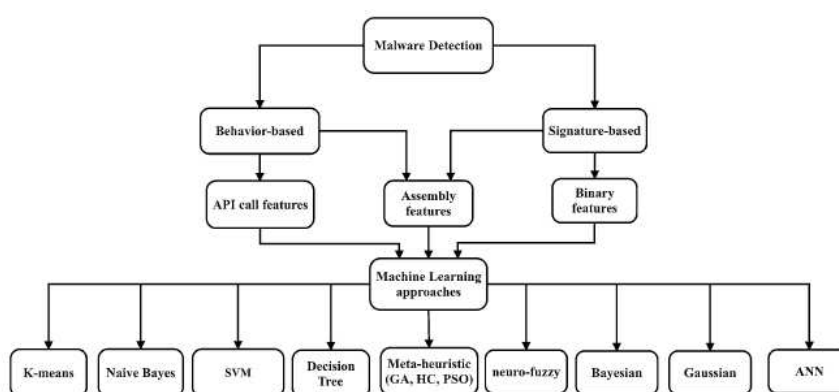 Malware Detection
Behavior-based
Signature-based
API call features
Assembly
features
Binary
features
Machine Learning
approaches
K-means
Naive Bayes
SVM
Decision
Tree
Meta-heuristic
(GA, HC, PSO)
neuro-fuzzy
Bayesian
Gaussian
ANN